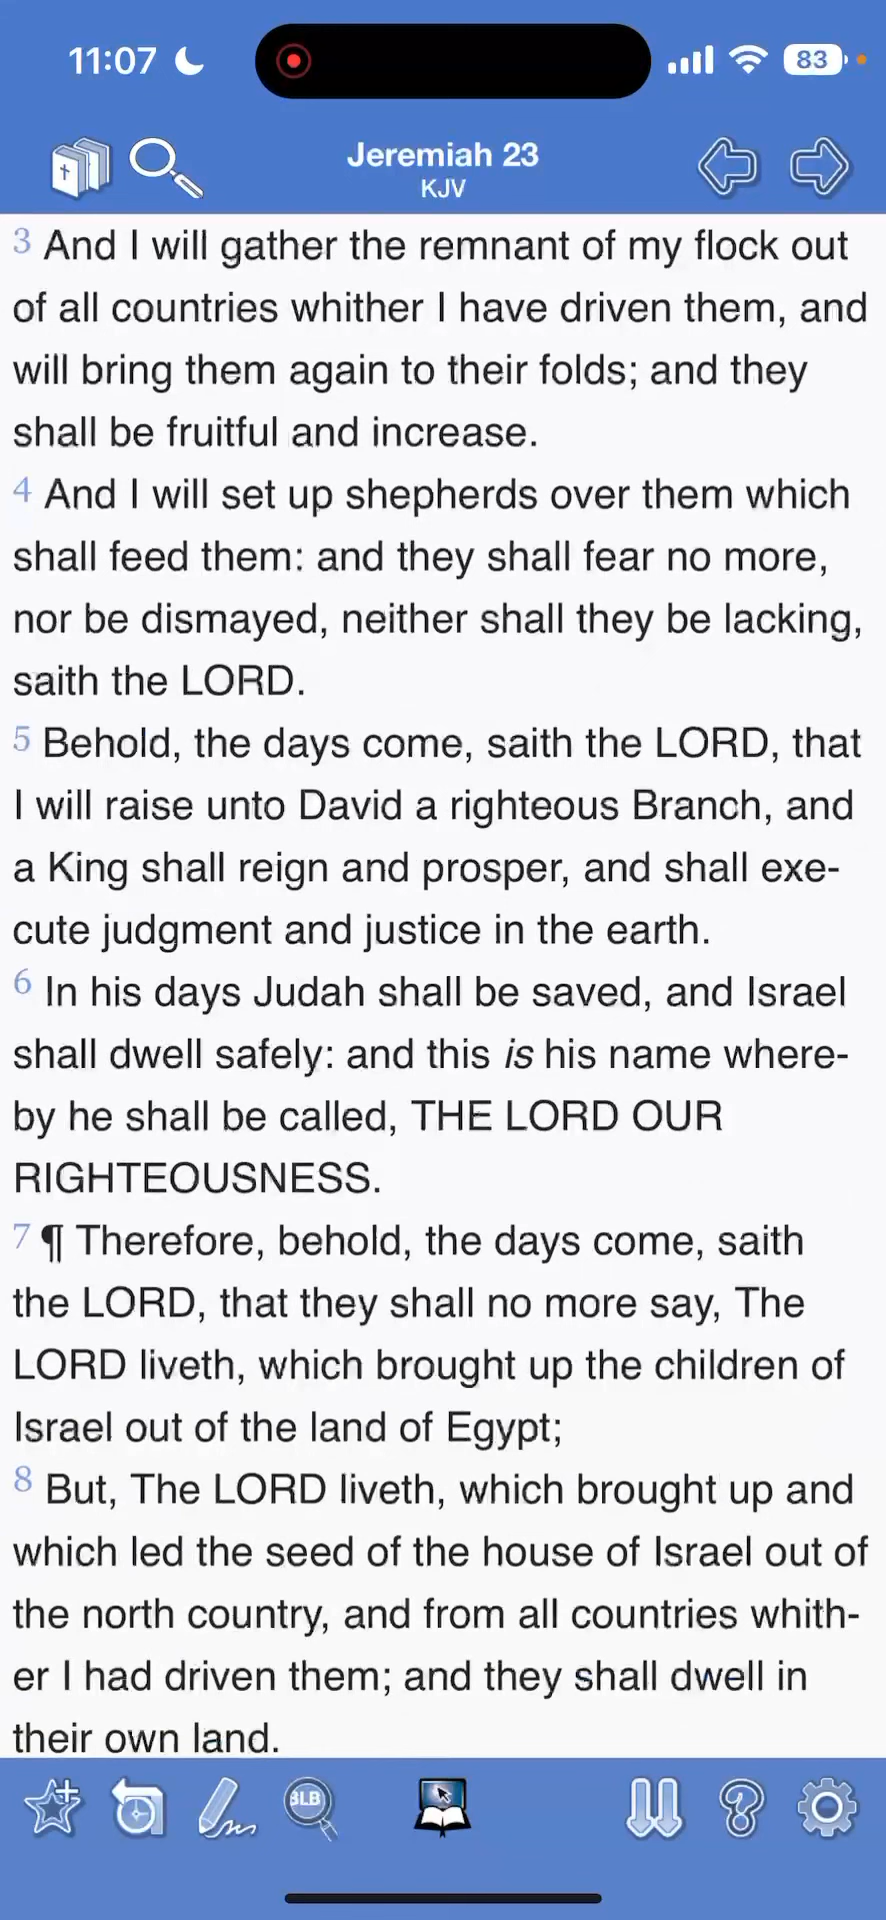 11:07
83
Jeremiah 23
KJV
3 And I will gather the remnant of my flock out
of all countries whither I have driven them, and
will bring them again to their folds; and they
shall be fruitful and increase.
4 And I will set up shepherds over them which
shall feed them: and they shall fear no more,
nor be dismayed, neither shall they be lacking,
saith the LORD.
5 Behold, the days come, saith the LORD, that
I will raise unto David a righteous Branch, and
a King shall reign and prosper, and shall exe-
cute judgment and justice in the earth.
6 In his days Judah shall be saved, and Israel
shall dwell safely: and this is his name where-
by he shall be called, THE LORD OUR
RIGHTEOUSNESS.
7 ¶ Therefore, behold, the days come, saith
the LORD, that they shall no more say, The
LORD liveth, which brought up the children of
Israel out of the land of Egypt;
8 But, The LORD liveth, which brought up and
which led the seed of the house of Israel out of
the north country, and from all countries whith-
er I had driven them; and they shall dwell in
their own land.
BLB